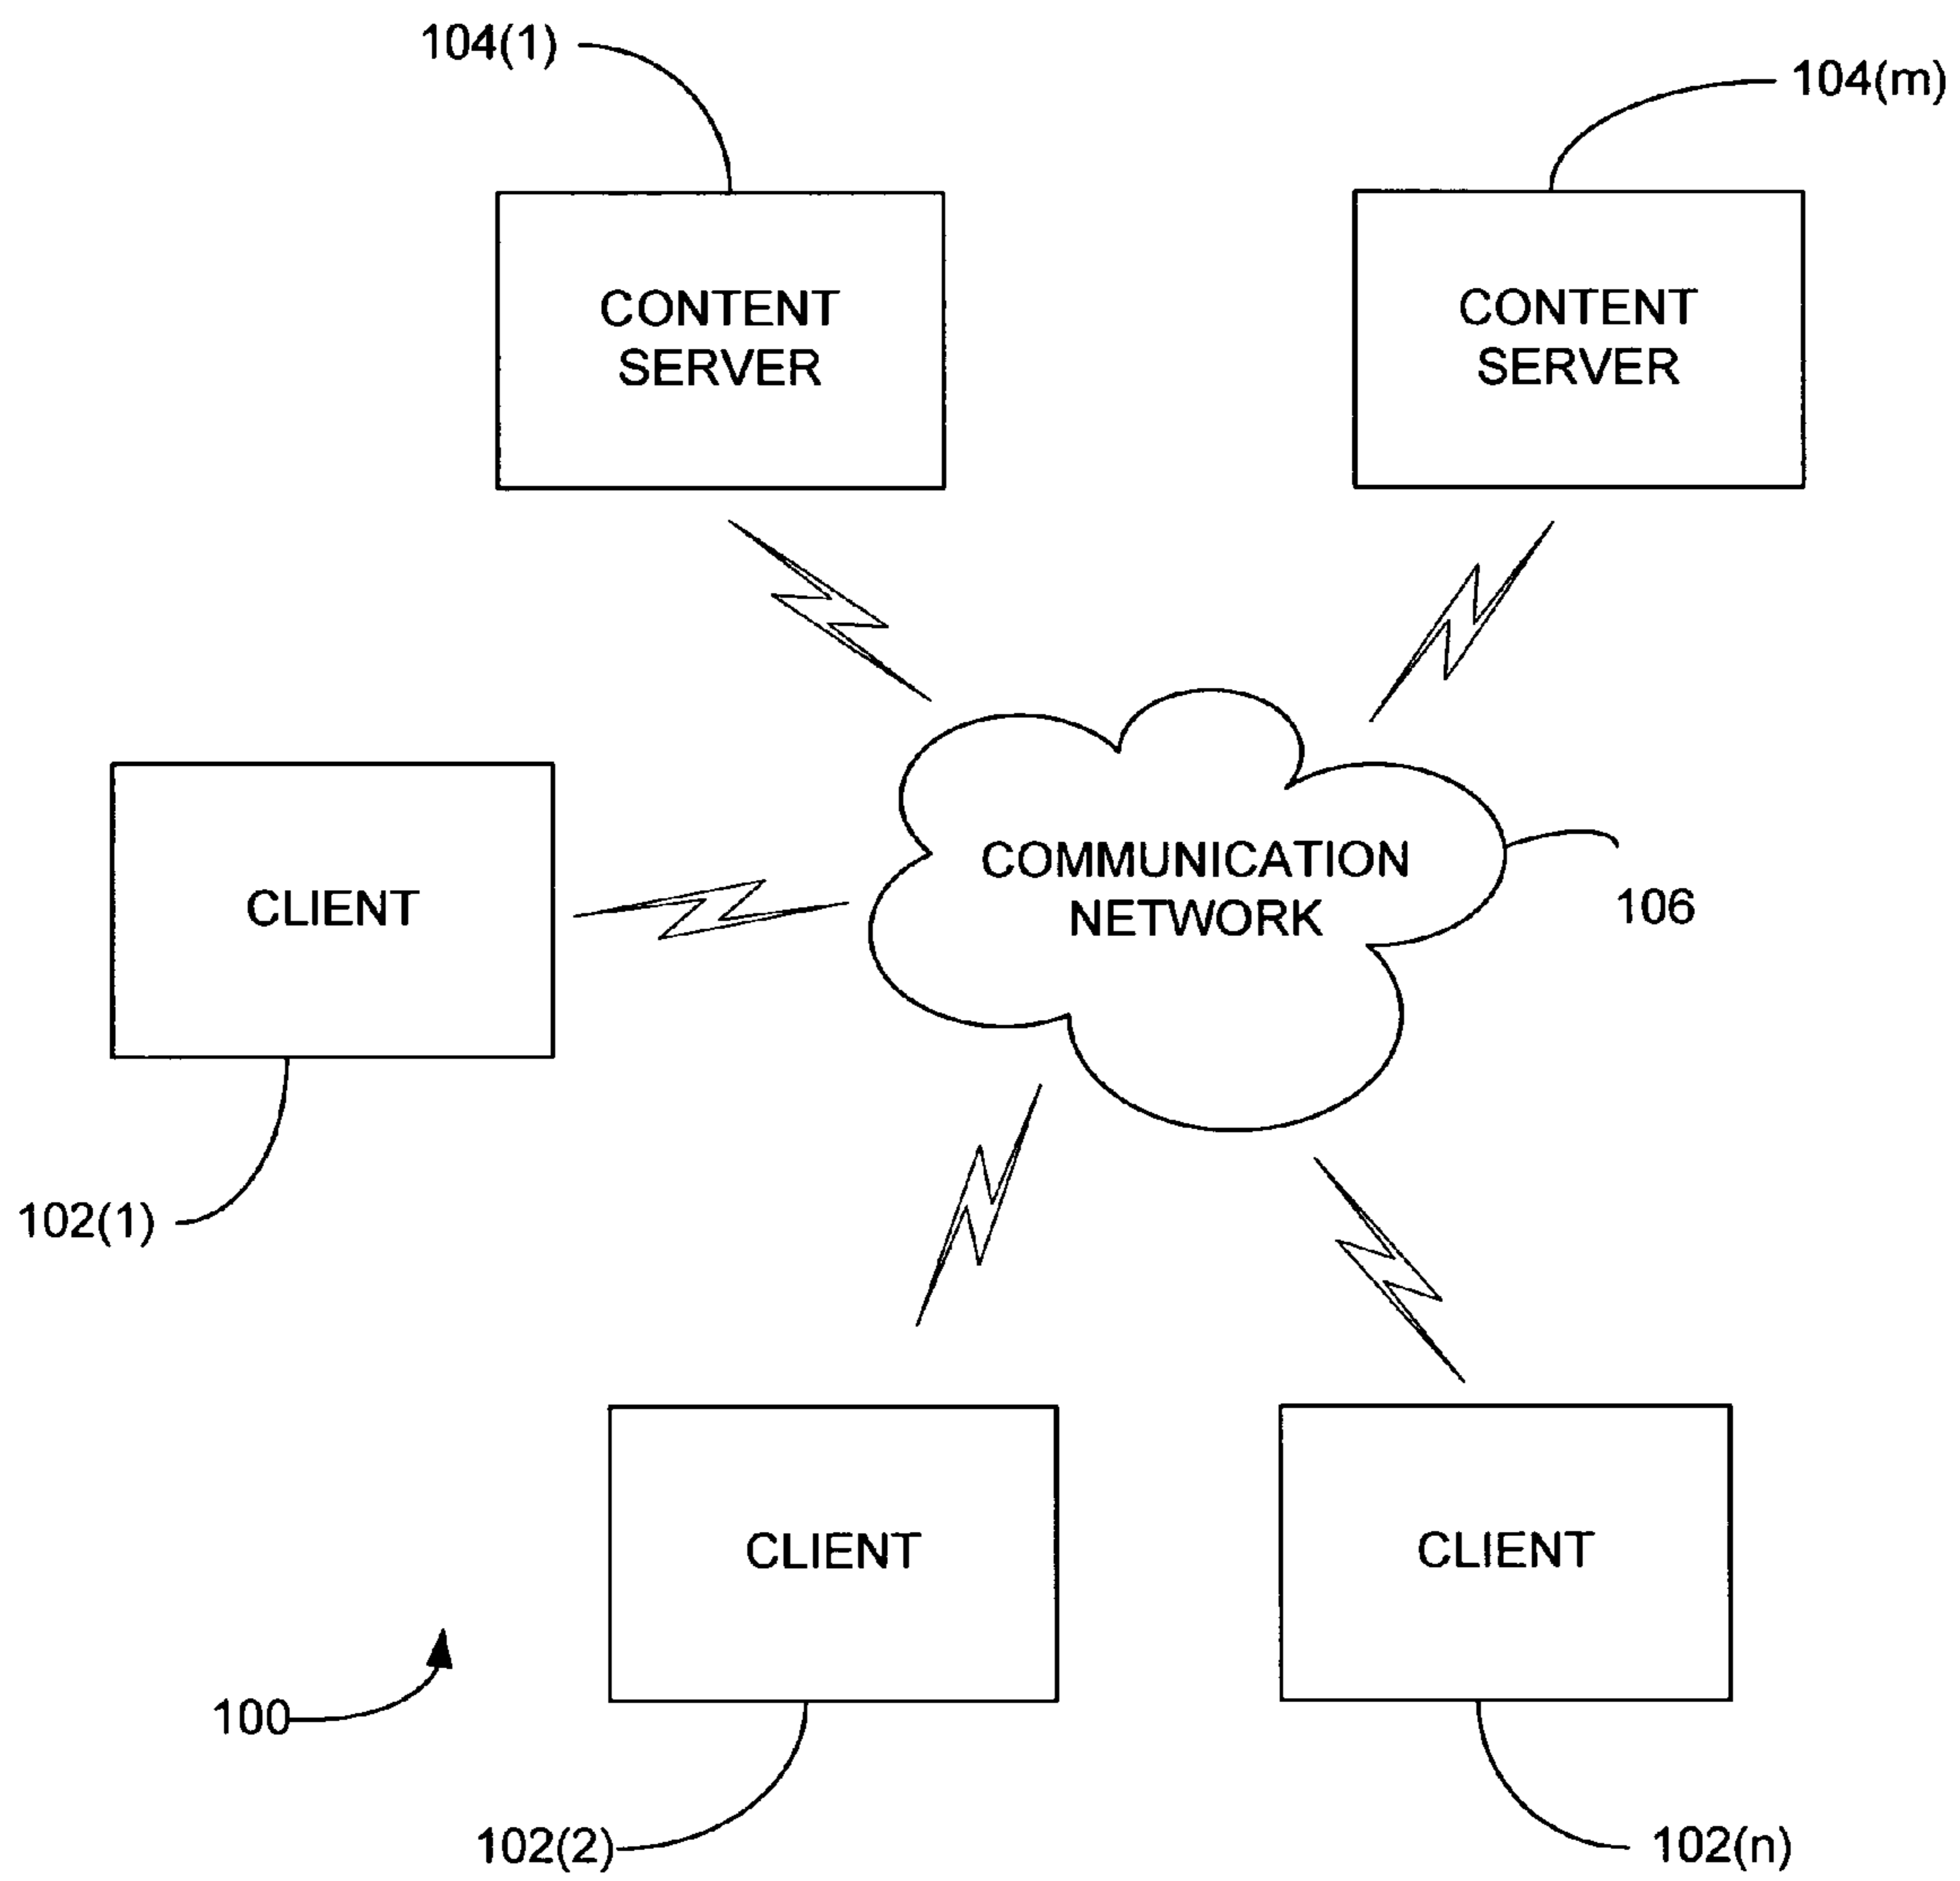 104(1)
104(m)
CONTENT
SERVER
CONTENT
SERVER
COMMUNICATION
NETWORK
106
CLIENT
102(1)
CLIENT
CLIENT
100
102(2)
102(n)